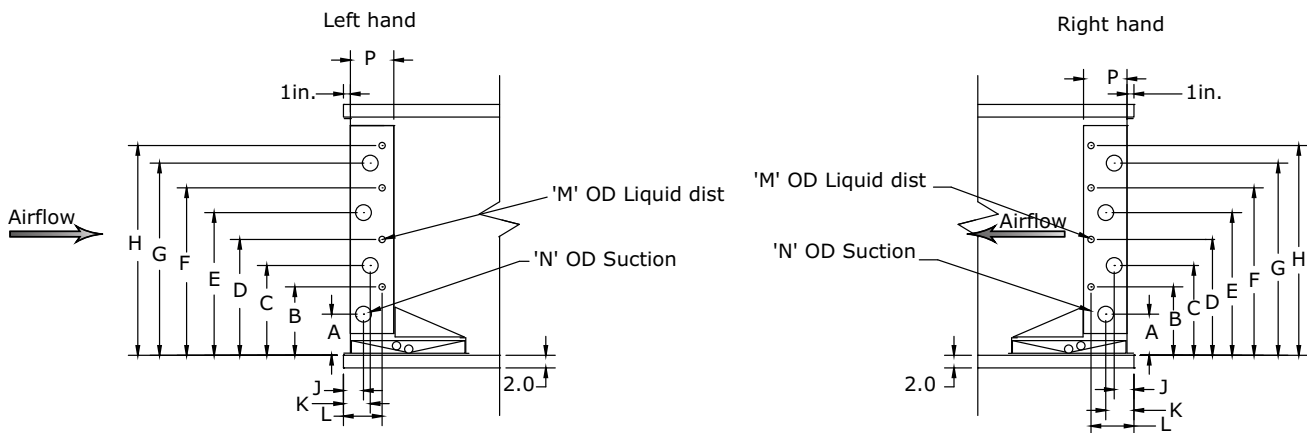 Left hand
Right hand
P
1in.
P
1in.
'M' OD Liquid dist
'M' OD Liquid dist
Airflow
Airflow
'N' OD Suction
'N' OD Suction
H
G
F
E
D
C
B
A
B
C
D
E
F
G
H
A
J
K
L
2.0
2.0
J
K
L